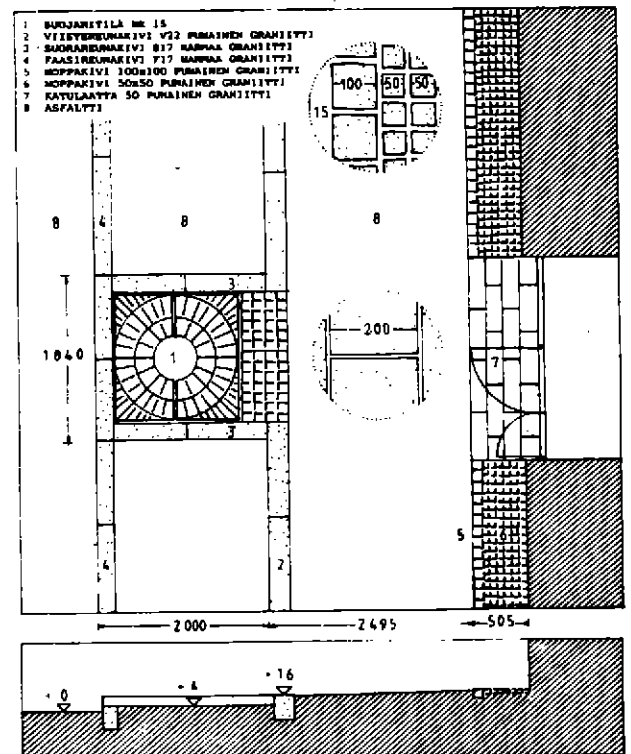 1 SUOJARITILÄ NK 15
2 VIISTEREUNAKIVI V22 PUNAINEN GRANIITTI
3 SUORAREUNAKIVI S17 HARMAA GRANIITTI
4 FAASIREUNAKIVI F17 HARMAA GRANIITTI
5 NOPPAKIVI 100x100 PUNAINEN GRANIITTI
6 NOPPAKIVI 50x50 PUNAINEN GRANIITTI
7 KATULAATTA 50 PUNAINEN GRANIITTI
8 ASFALTTI
100 50 50
15
8 4 8 8
3
1840
1
200
7
3
5 6
4 2
2000 2495 505
+ 0 + 4 + 16